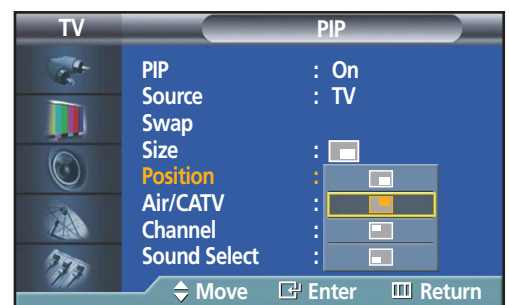 TV PIP
PIP : On
Source : TV
Swap
Size :
Position :
Air/CATV :
Channel :
Sound Select :
Move Enter Return